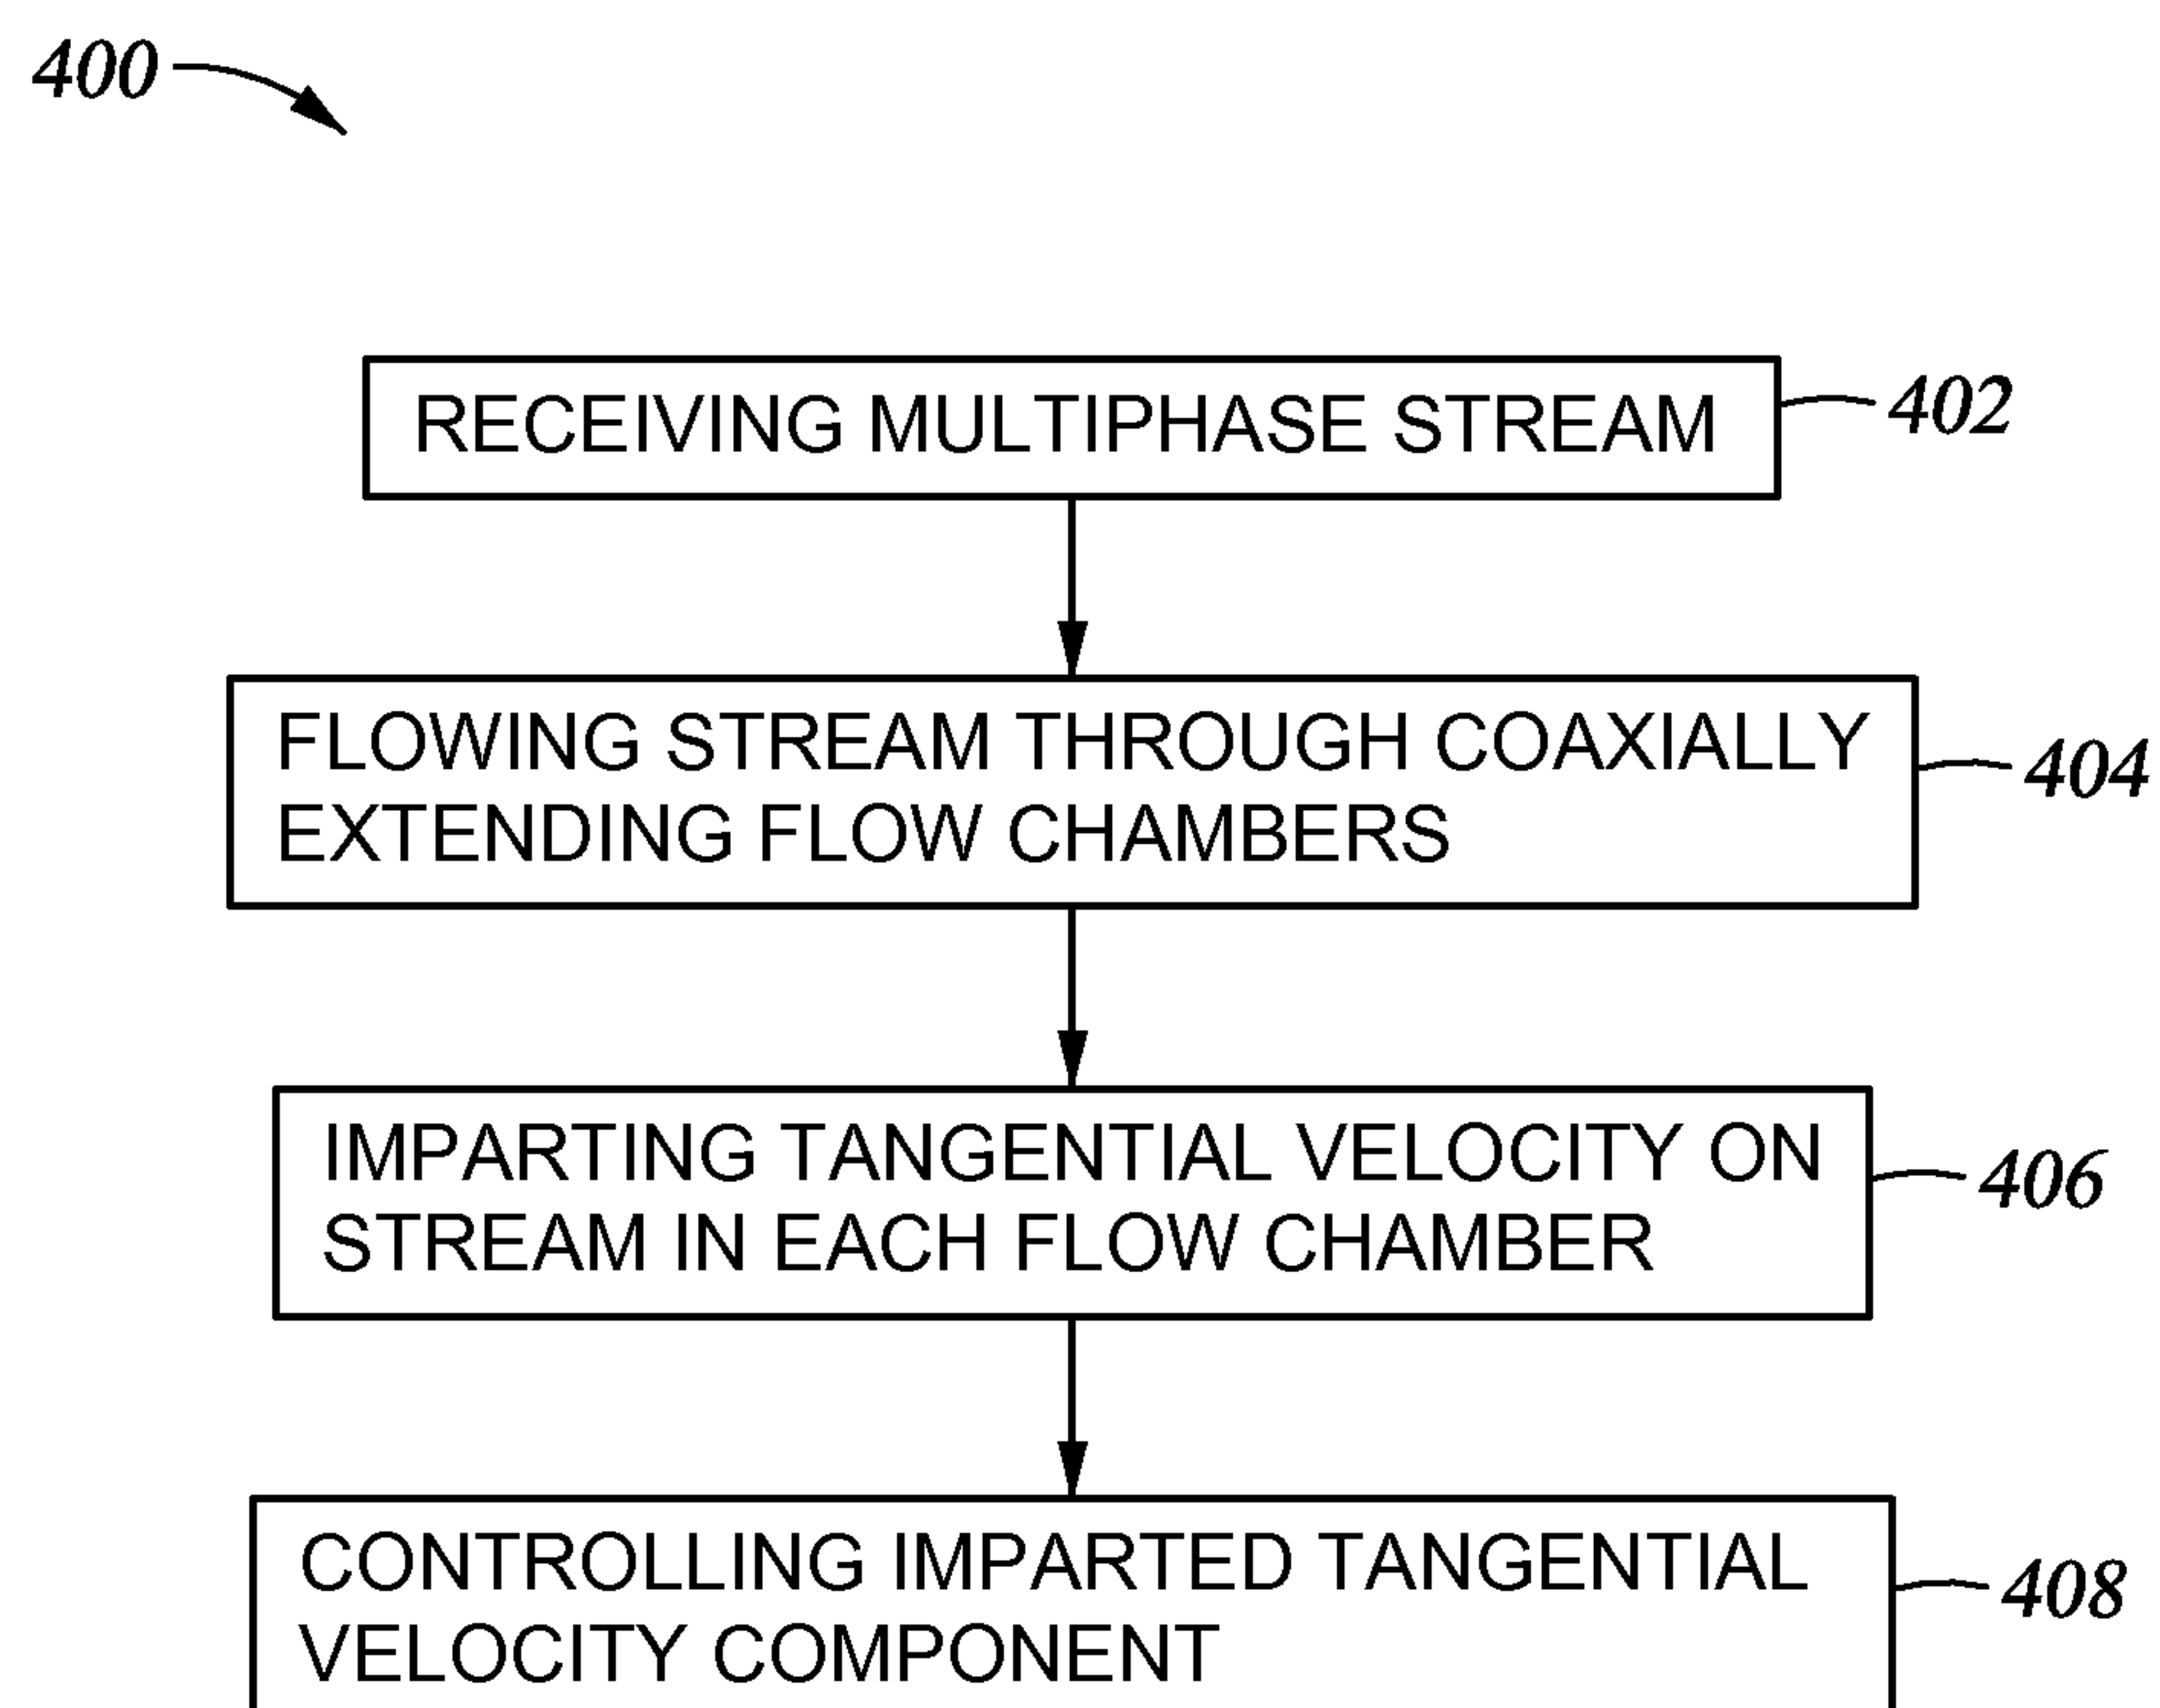 400
RECEIVING MULTIPHASE STREAM
402
FLOWING STREAM THROUGH COAXIALLY
EXTENDING FLOW CHAMBERS
404
IMPARTING TANGENTIAL VELOCITY ON
STREAM IN EACH FLOW CHAMBER
406
CONTROLLING IMPARTED TANGENTIAL
VELOCITY COMPONENT
408